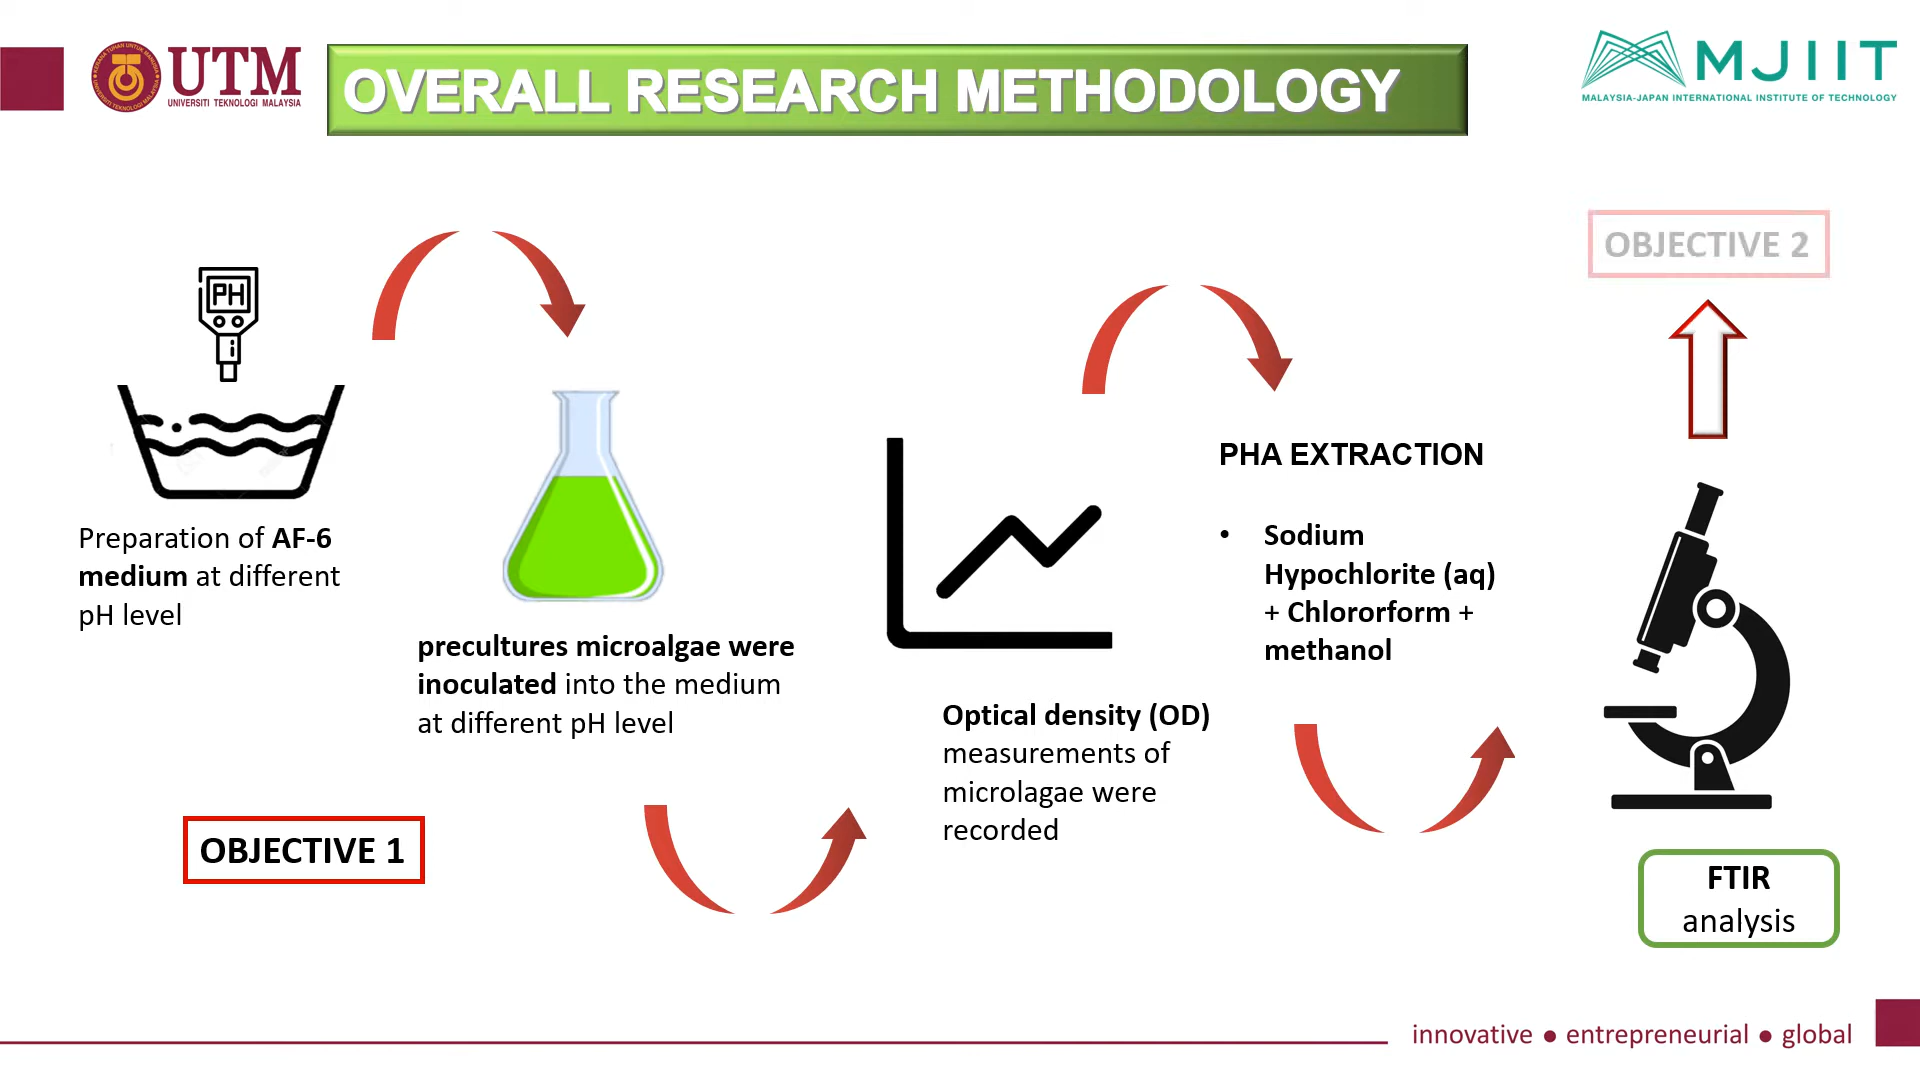 UTM
UNIVERSITI TEKNOLOGI MALAYSIA
OVERALL RESEARCH METHODOLOGY
MJIIT
MALAYSIA-JAPAN INTERNATIONAL INSTITUTE OF TECHNOLOGY
PH
Preparation of AF-6
medium at different
pH level
precultures microalgae were
inoculated into the medium
at different pH level
OBJECTIVE 1
Optical density (OD)
measurements of
microlagae were
recorded
PHA EXTRACTION
• Sodium
Hypochlorite (aq)
+ Chlororform +
methanol
OBJECTIVE 2
FTIR
analysis
innovative ● entrepreneurial ● global